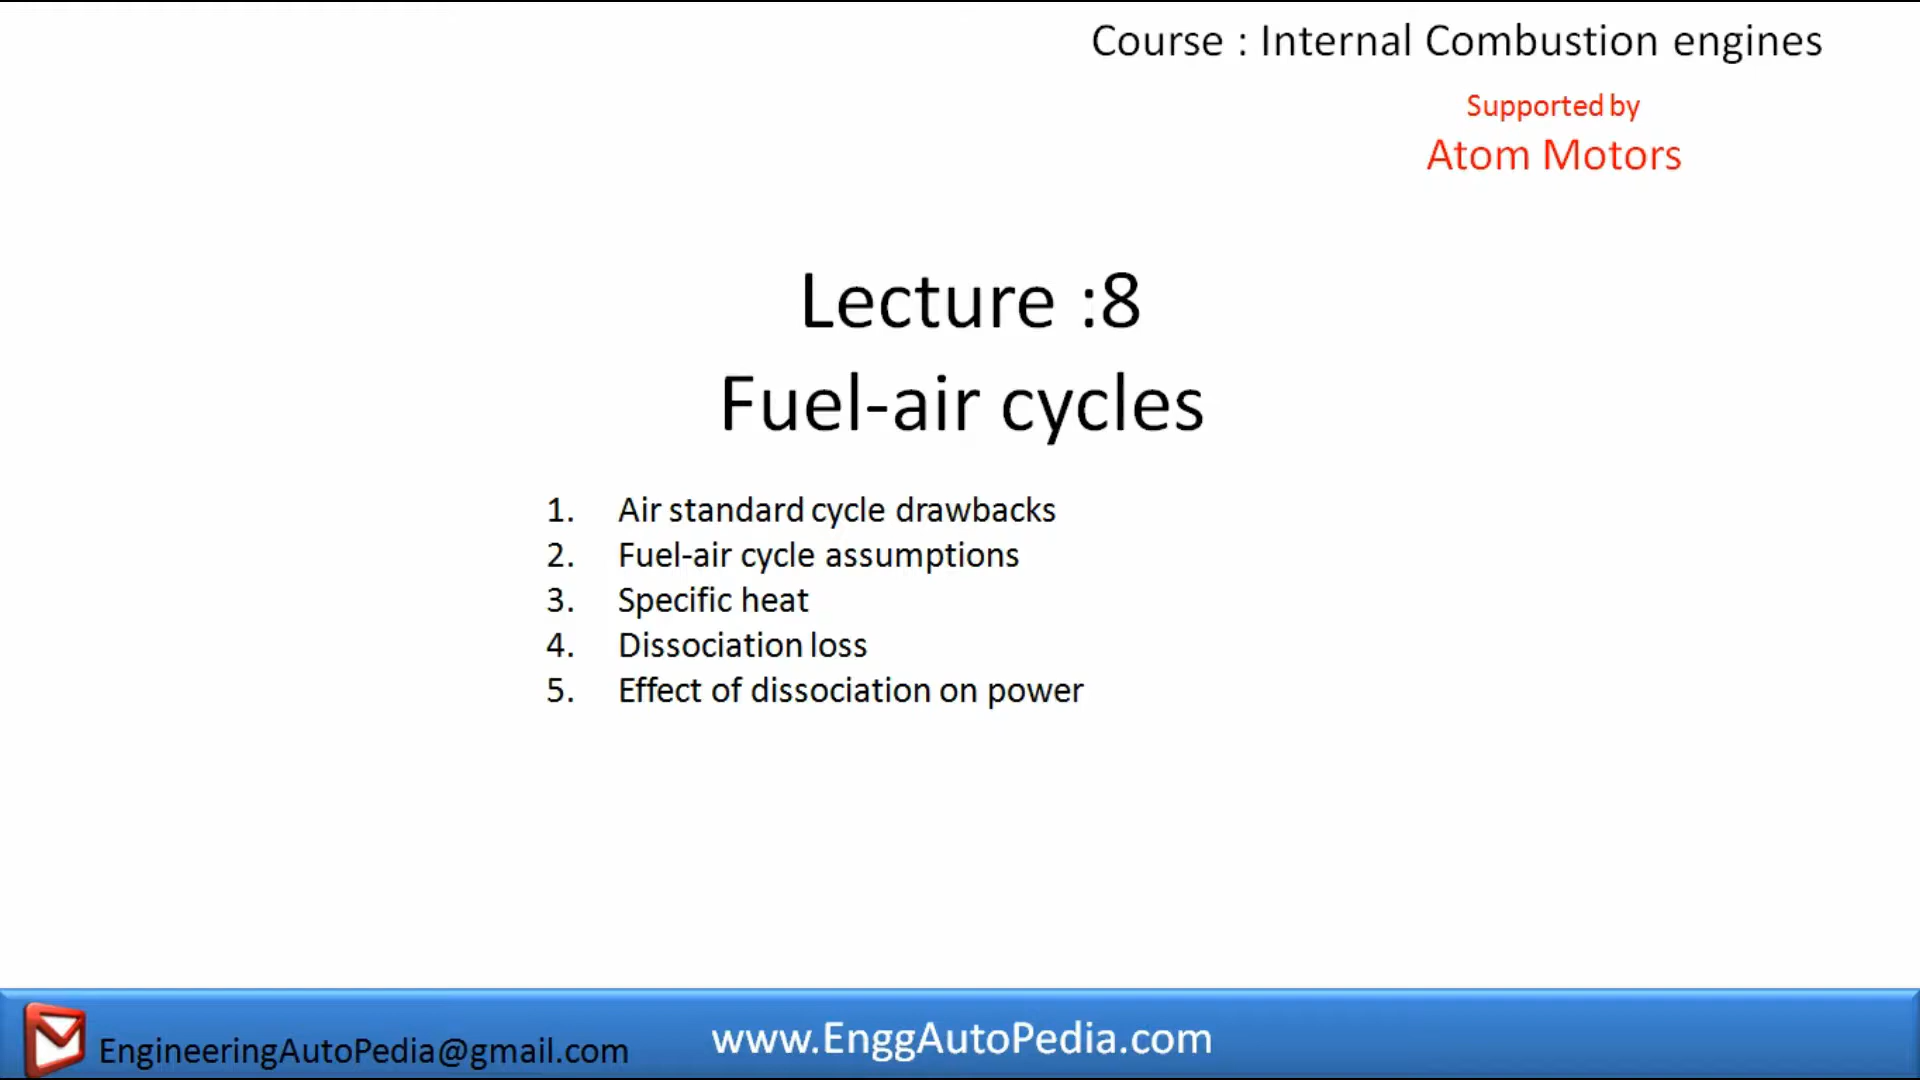 Course : Internal Combustion engines
Supported by
Atom Motors
Lecture :8
Fuel-air cycles
1. Air standard cycle drawbacks
2. Fuel-air cycle assumptions
3. Specific heat
4. Dissociation loss
5. Effect of dissociation on power
EngineeringAutoPedia@gmail.com
www.EnggAutoPedia.com